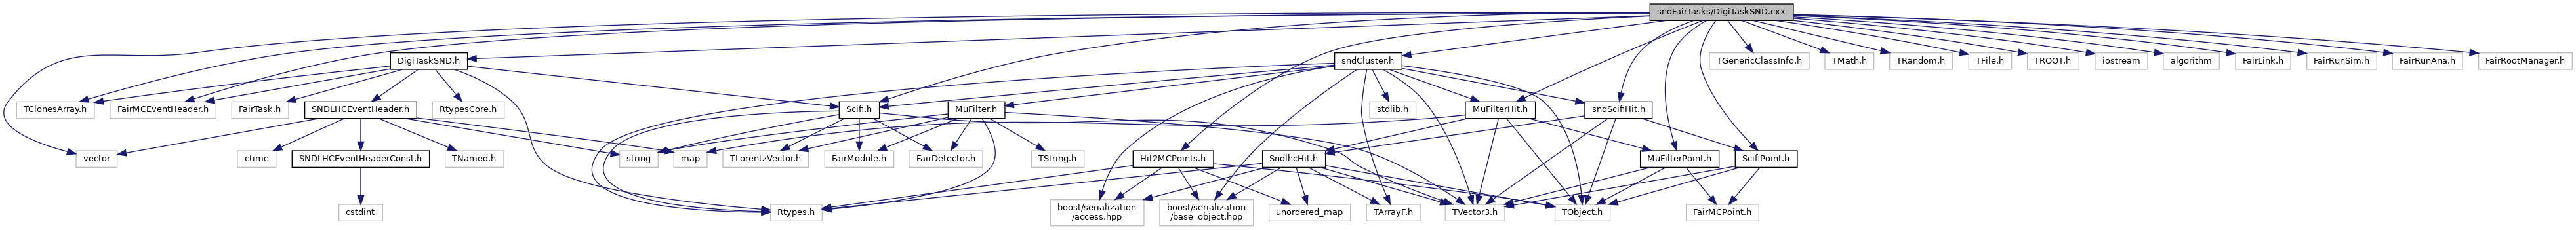 sndFairTasks/DigiTaskSND.cxx
DigiTaskSND.h
sndCluster.h
TGenericClassInfo.h
TMath.h
TRandom.h
TFile.h
TROOT.h
iostream
algorithm
FairLink.h
FairRunSim.h
FairRunAna.h
FairRootManager.h
TClonesArray.h
FairMCEventHeader.h
FairTask.h
SNDLHCEventHeader.h
RtypesCore.h
Scifi.h
MuFilter.h
stdlib.h
MuFilterHit.h
sndScifiHit.h
vector
ctime
SNDLHCEventHeaderConst.h
TNamed.h
string
map
TLorentzVector.h
FairModule.h
FairDetector.h
TString.h
Hit2MCPoints.h
SndlhcHit.h
MuFilterPoint.h
ScifiPoint.h
cstdint
Rtypes.h
boost/serialization
/access.hpp
boost/serialization
/base_object.hpp
unordered_map
TArrayF.h
TVector3.h
TObject.h
FairMCPoint.h